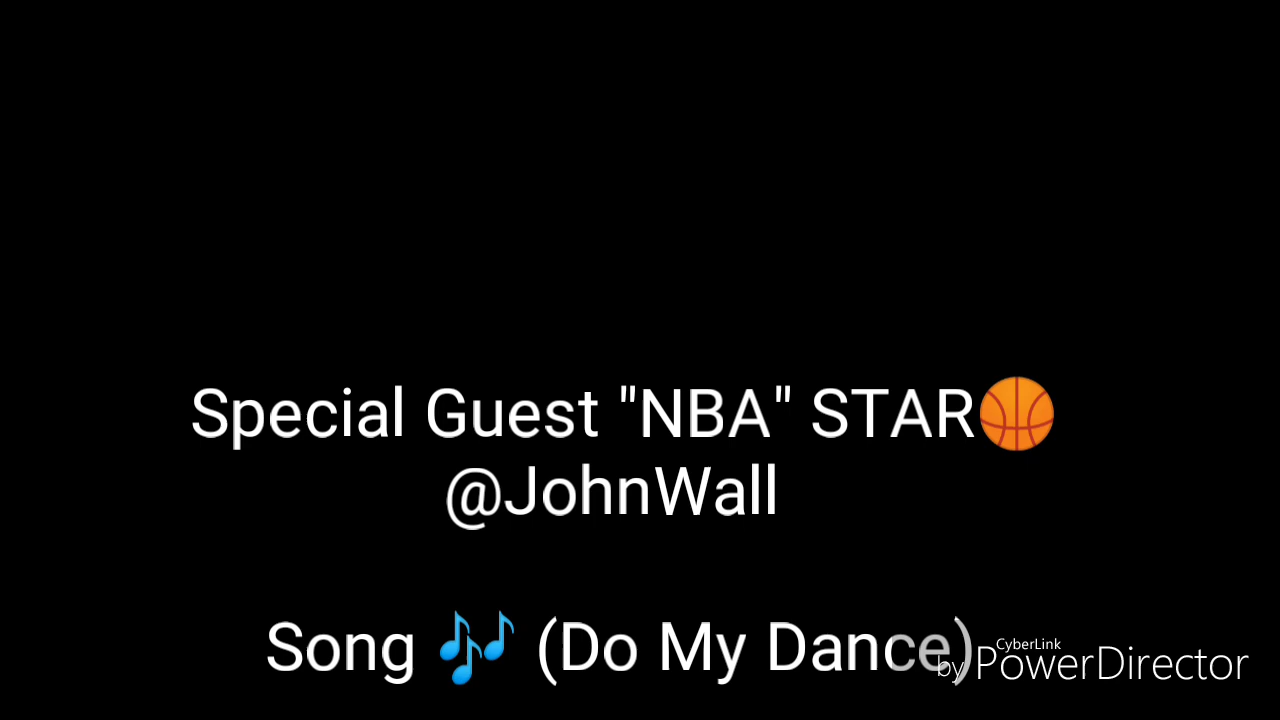 Special Guest "NBA" STAR🏀
@JohnWall
Song 🎶 (Do My Dance)
CyberLink
by PowerDirector